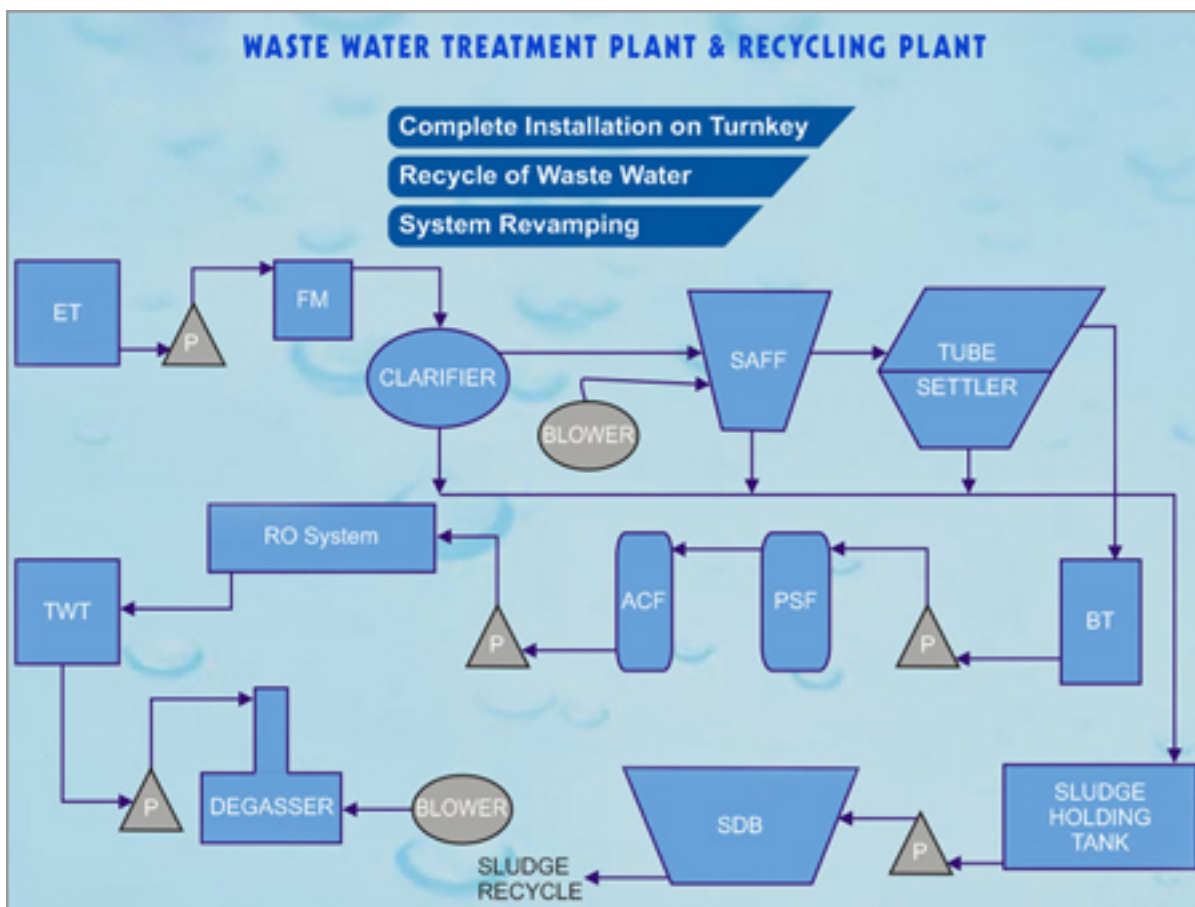 WASTE WATER TREATMENT PLANT & RECYCLING PLANT
Complete Installation on Turnkey
Recycle of Waste Water
System Revamping
ET
P
FM
CLARIFIER
BLOWER
SAFF
TUBE
SETTLER
RO System
P
ACF
PSF
P
BT
TWT
P
DEGASSER
BLOWER
SDB
SLUDGE
RECYCLE
P
SLUDGE
HOLDING
TANK